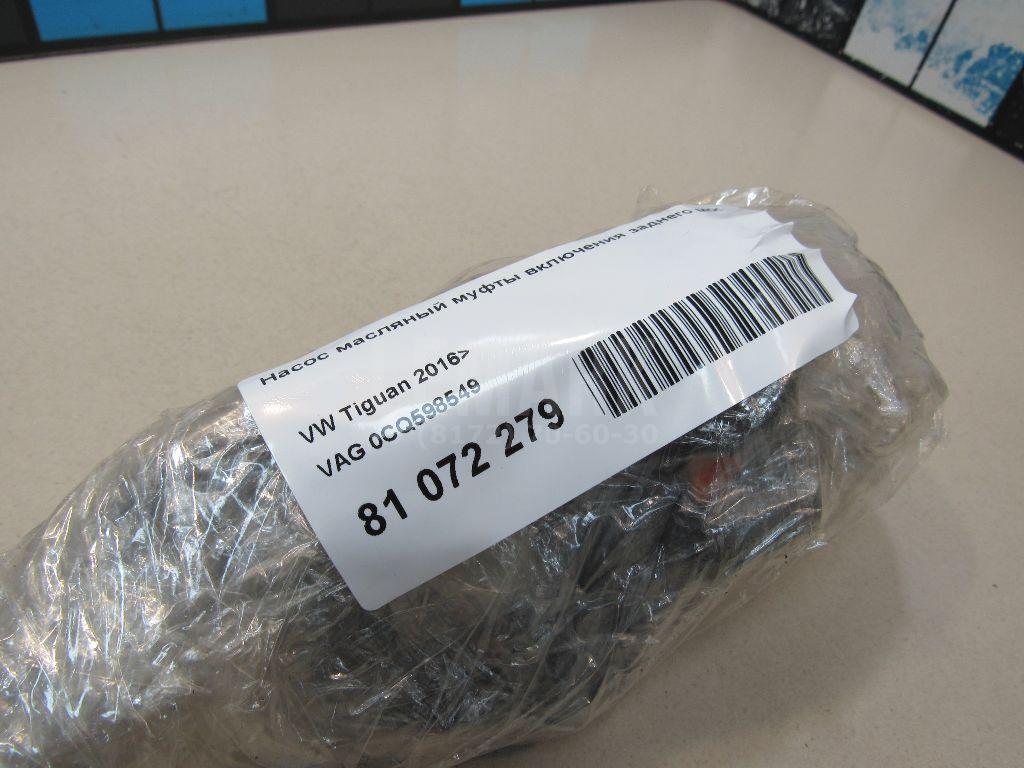 Насос масляный муфты включения заднего
VW Tiguan 2016>
VAG 0CQ598549
81 072 279